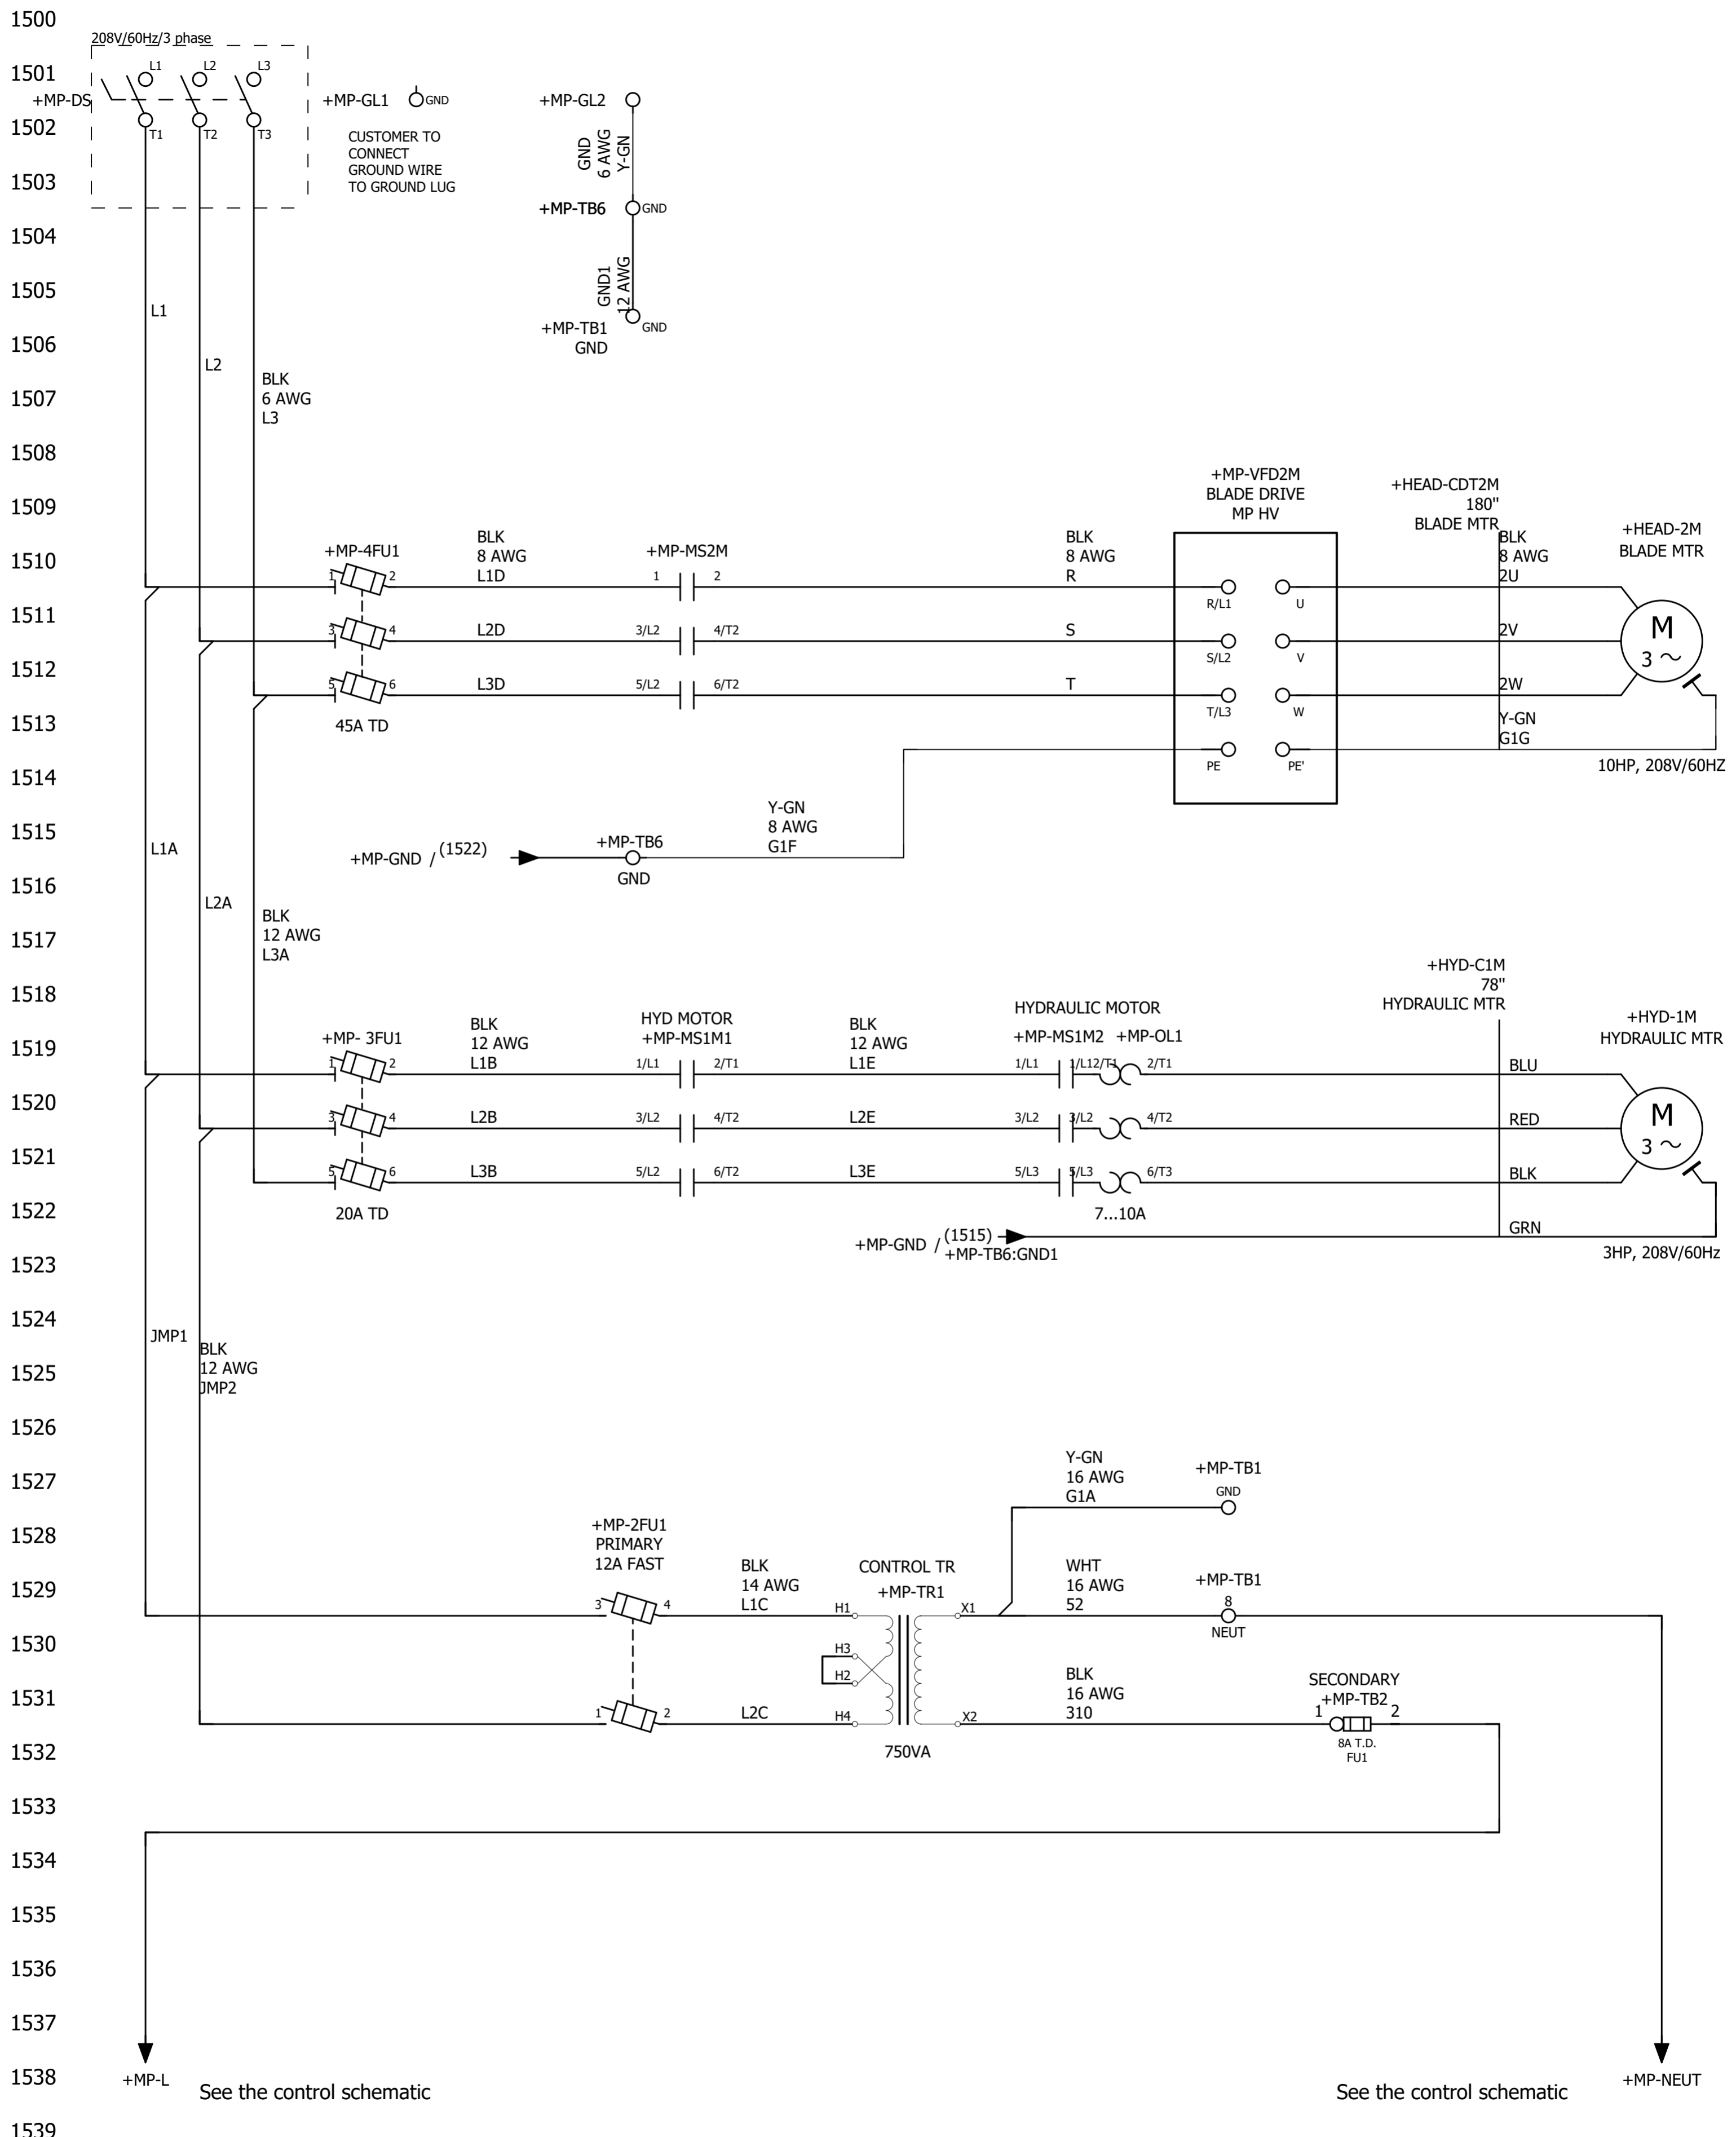 1500
208V/60Hz/3 phase
1501
L1
L2
L3
+MP-DS
+MP-GL1
GND
+MP-GL2
1502
T1
T2
T3
CUSTOMER TO
CONNECT
GROUND WIRE
TO GROUND LUG
GND
6 AWG
Y-GN
1503
+MP-TB6
GND
1504
1505
GND1
12 AWG
L1
+MP-TB1
GND
GND
1506
L2
BLK
6 AWG
L3
1507
1508
+MP-VFD2M
BLADE DRIVE
MP HV
+HEAD-CDT2M
180"
BLADE MTR
1509
+HEAD-2M
BLADE MTR
1510
+MP-4FU1
BLK
8 AWG
L1D
+MP-MS2M
BLK
8 AWG
R
BLK
8 AWG
2U
1
2
1
2
R/L1
U
1511
3
4
L2D
3/L2
4/T2
S
S/L2
V
2V
M
3 ~
1512
5
6
L3D
5/L2
6/T2
T
T/L3
W
2W
1513
45A TD
Y-GN
G1G
PE
PE'
1514
10HP, 208V/60HZ
1515
Y-GN
8 AWG
G1F
L1A
+MP-GND / (1522)
+MP-TB6
GND
1516
L2A
BLK
12 AWG
L3A
1517
+HYD-C1M
78"
HYDRAULIC MTR
1518
HYD MOTOR
+MP-MS1M1
HYDRAULIC MOTOR
+MP-MS1M2
+MP-OL1
+HYD-1M
HYDRAULIC MTR
1519
+MP- 3FU1
BLK
12 AWG
L1B
BLK
12 AWG
L1E
1
2
1/L1
2/T1
1/L1
1/L1
2/T1
2/T1
BLU
1520
3
4
L2B
3/L2
4/T2
L2E
3/L2
3/L2
4/T2
RED
M
3 ~
1521
5
6
L3B
5/L2
6/T2
L3E
5/L3
5/L3
6/T3
BLK
1522
20A TD
7...10A
+MP-GND / (1515)
+MP-TB6:GND1
GRN
1523
3HP, 208V/60Hz
1524
JMP1
BLK
12 AWG
JMP2
1525
1526
1527
Y-GN
16 AWG
G1A
+MP-TB1
GND
1528
+MP-2FU1
PRIMARY
12A FAST
1529
BLK
14 AWG
L1C
CONTROL TR
+MP-TR1
WHT
16 AWG
52
+MP-TB1
8
NEUT
3
4
H1
X1
1530
H3
H2
1531
BLK
16 AWG
310
SECONDARY
+MP-TB2
1
2
1
2
L2C
H4
X2
8A T.D.
FU1
1532
750VA
1533
1534
1535
1536
1537
1538
+MP-L
See the control schematic
See the control schematic
+MP-NEUT
1539